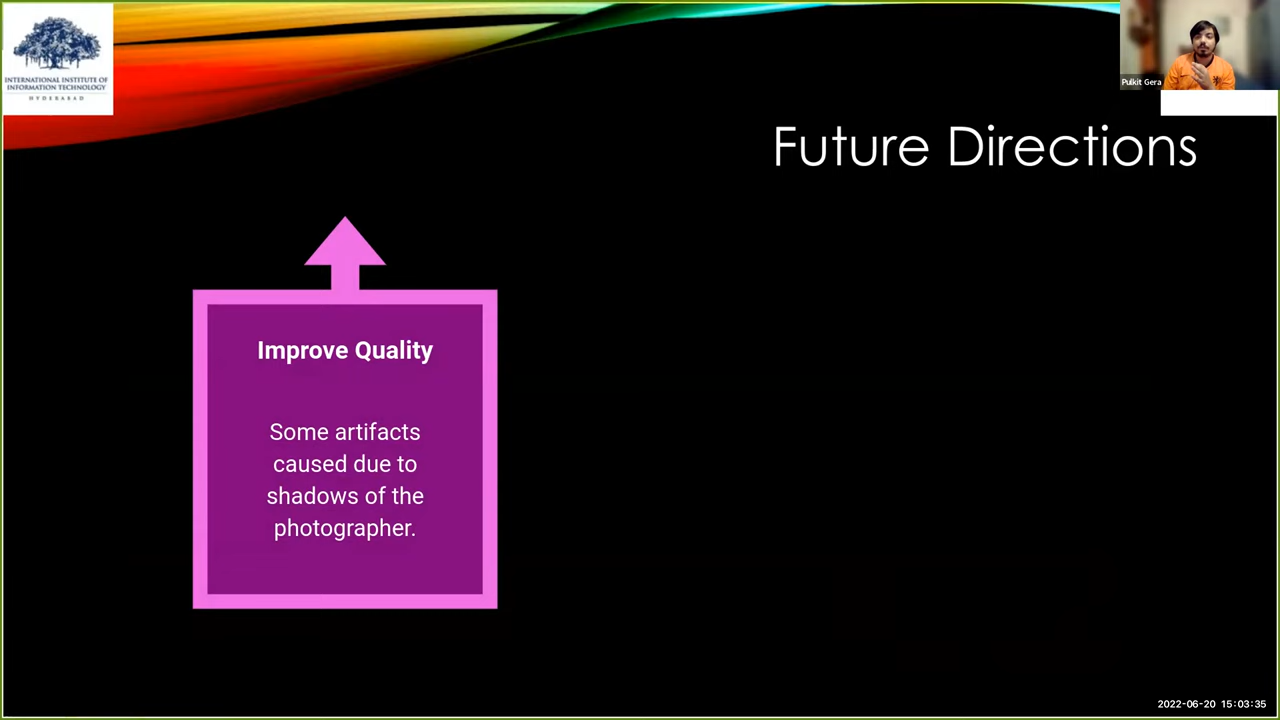 INTERNATIONAL INSTITUTE OF
INFORMATION TECHNOLOGY
HYDERABAD
Pulkit Gera
Future Directions
Improve Quality
Some artifacts
caused due to
shadows of the
photographer.
2022-06-20 15:03:35